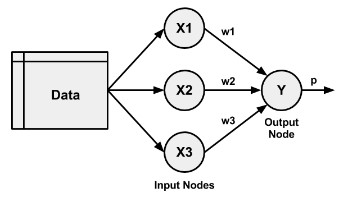 Data
X1
X2
X3
w1
w2
w3
Y
p
Output
Node
Input Nodes